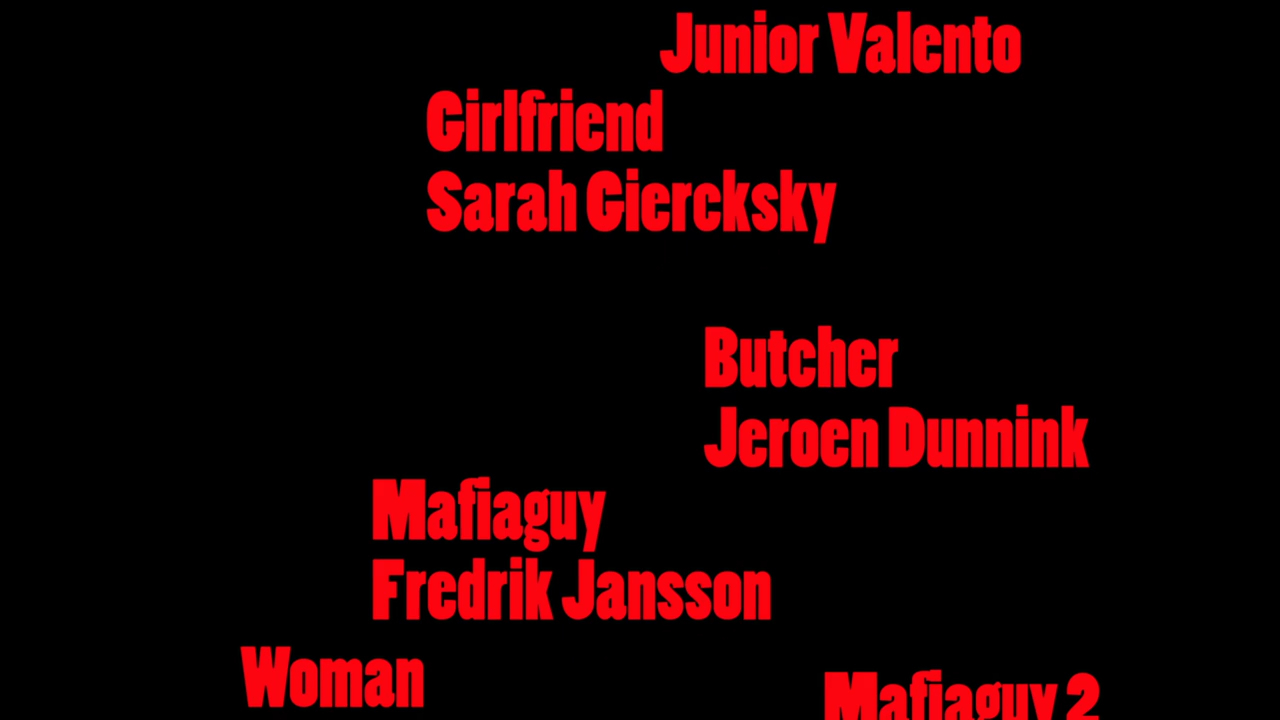 Junior Valento
Girlfriend
Sarah Giercksky
Butcher
Jeroen Dunnink
Mafiaguy
Fredrik Jansson
Woman
Mafiaguy 2